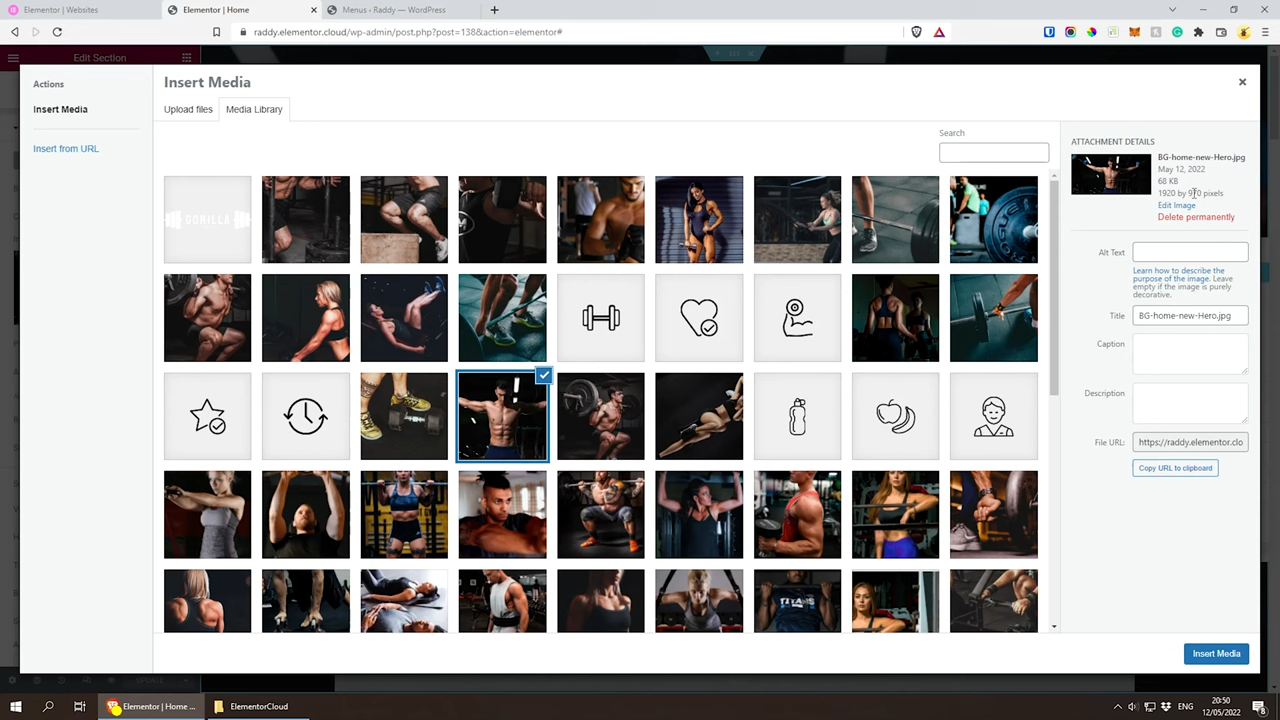 Elementor | Websites
Elementor | Home
Menus ‹ Raddy — WordPress
raddy.elementor.cloud/wp-admin/post.php?post=138&action=elementor#
Edit Section
Actions
Insert Media
Insert from URL
Insert Media
Upload files
Media Library
Search
GORILLA
TITANS
ATTACHMENT DETAILS
BG-home-new-Hero.jpg
May 12, 2022
68 KB
1920 by pixels
Edit Image
Delete permanently
Alt Text
Learn how to describe the
purpose of the image. Leave
empty if the image is purely
decorative.
Title
BG-home-new-Hero.jpg
Caption
Description
File URL:
https://raddy.elementor.clo
Copy URL to clipboard
Insert Media
UPDATE
Elementor | Home ...
ElementorCloud
ENG
20:50
12/05/2022
8